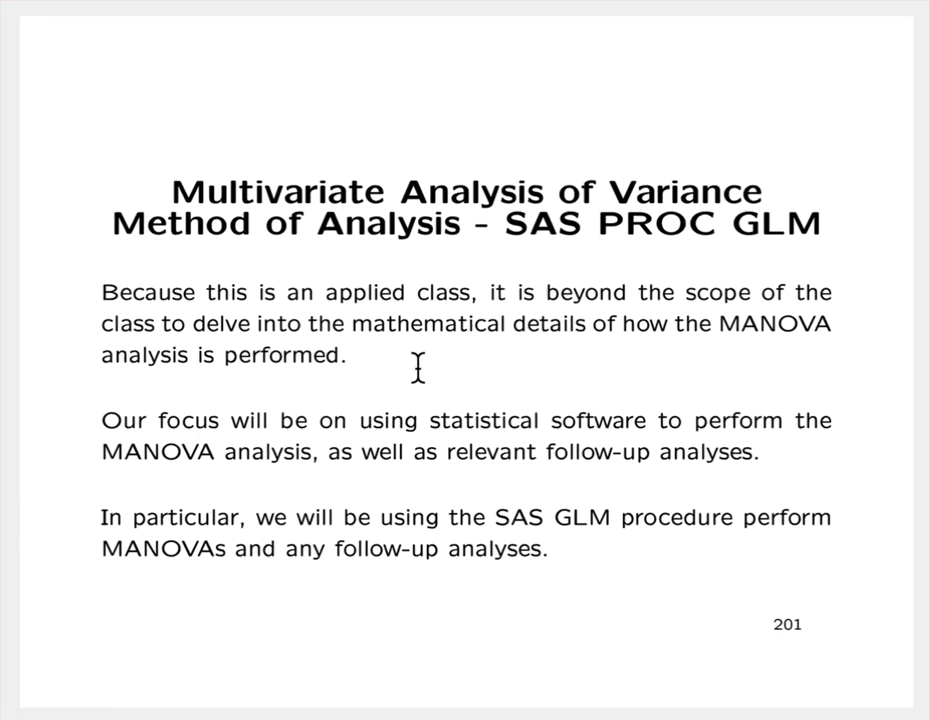 Multivariate Analysis of Variance
Method of Analysis - SAS PROC GLM
Because this is an applied class, it is beyond the scope of the
class to delve into the mathematical details of how the MANOVA
analysis is performed.
Our focus will be on using statistical software to perform the
MANOVA analysis, as well as relevant follow-up analyses.
In particular, we will be using the SAS GLM procedure perform
MANOVAs and any follow-up analyses.
201